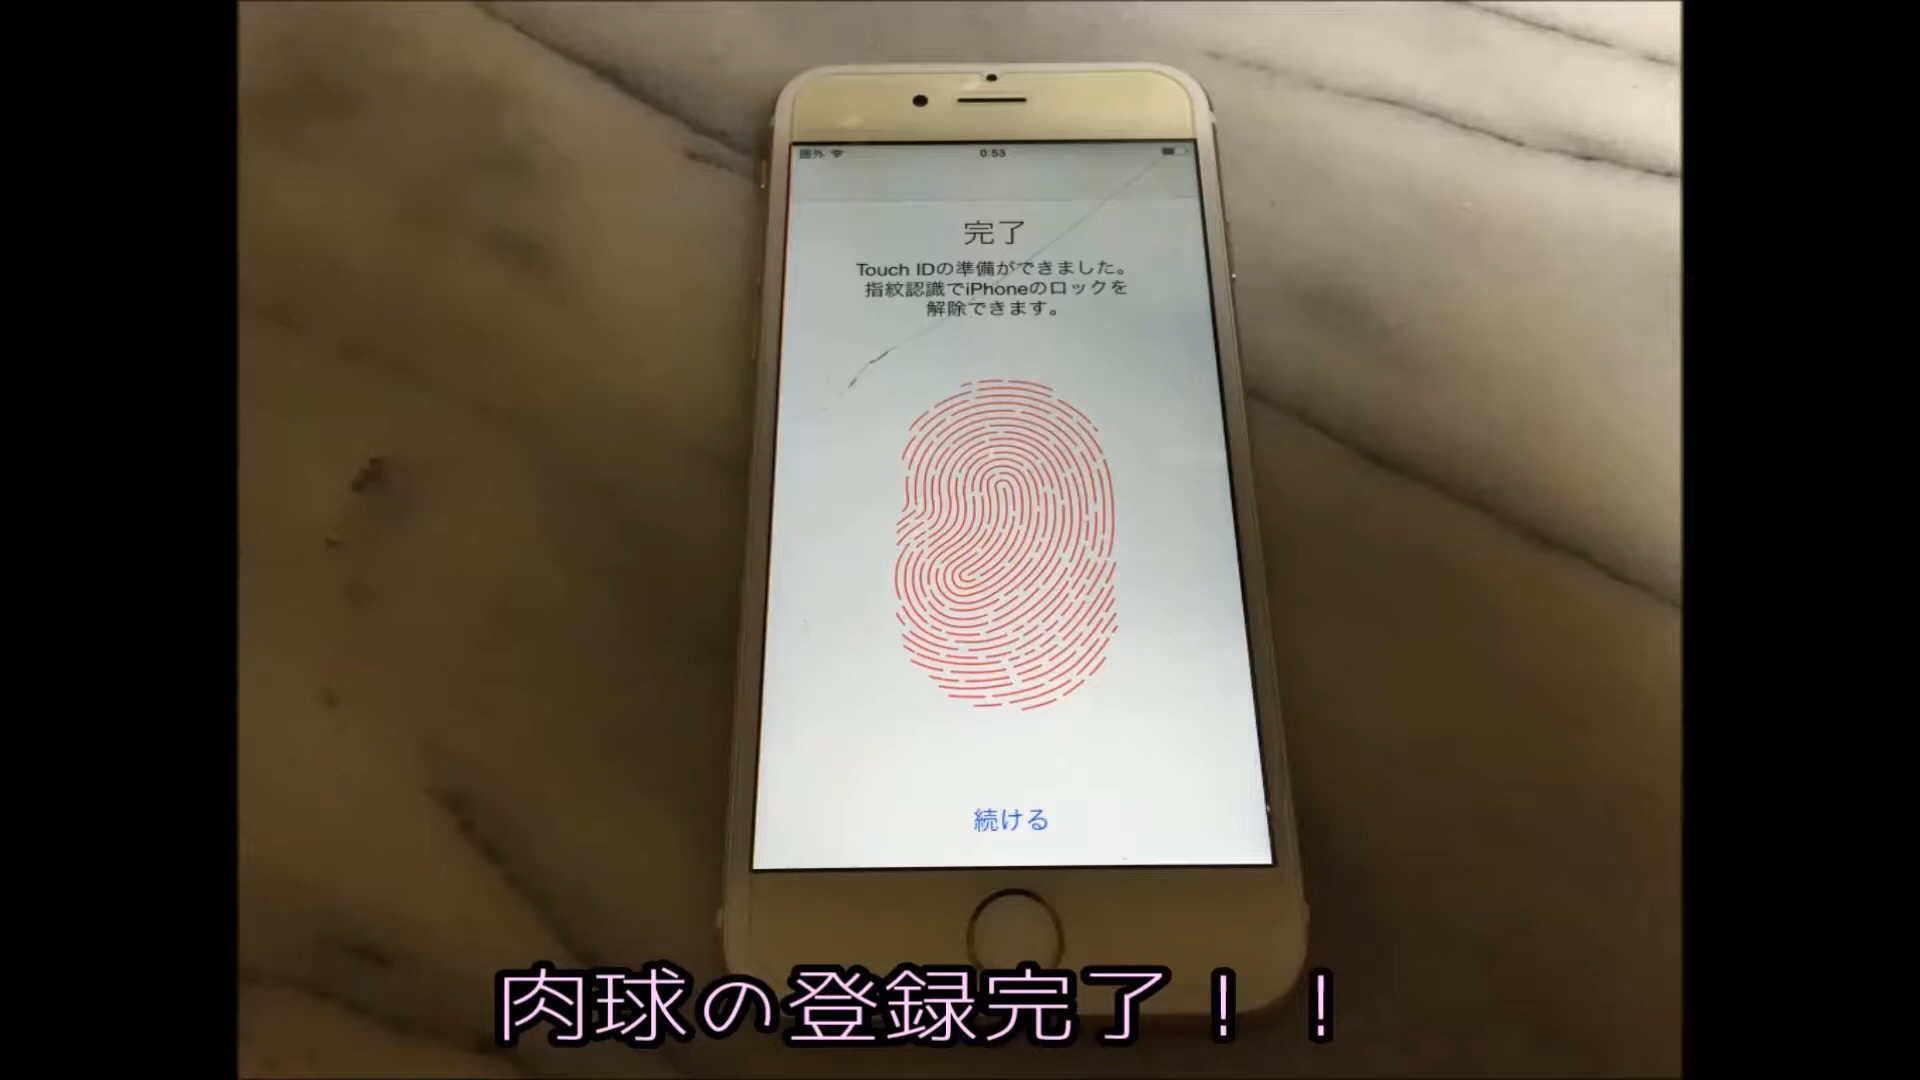 圏外 0:53
完了
Touch IDの準備ができました。
指紋認識でiPhoneのロックを
解除できます。
続ける
肉球の登録完了！！